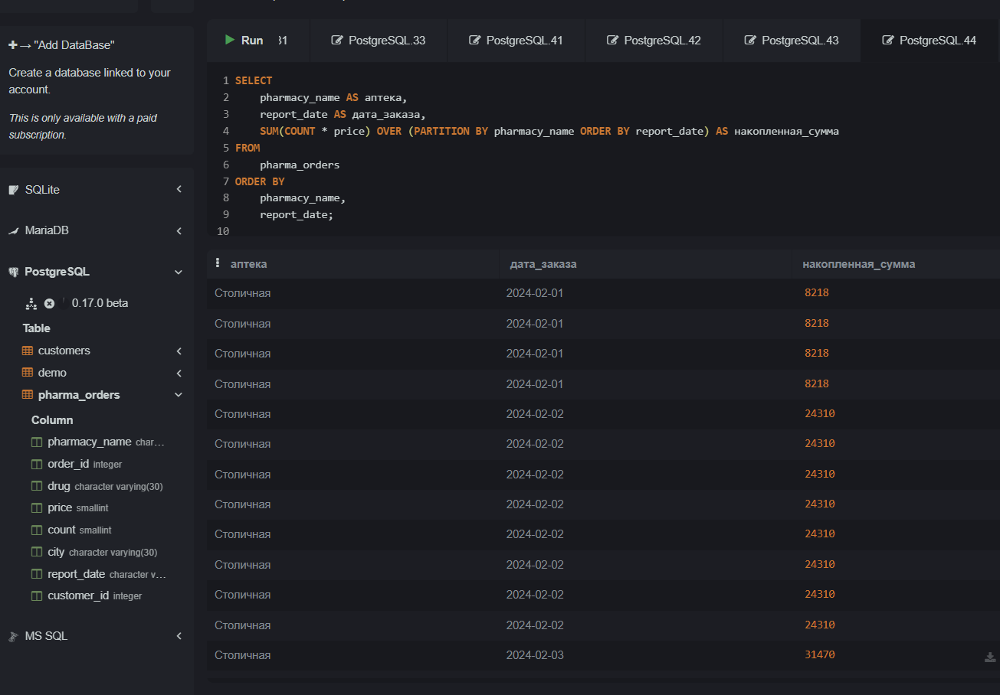 "Add DataBase"
Create a database linked to your
account.
This is only available with a paid
subscription.
SQLite
MariaDB
PostgreSQL
0.17.0 beta
Table
customers
demo
pharma_orders
Column
pharmacy_name char...
order_id integer
drug character varying(30)
price smallint
count smallint
city character varying(30)
report_date character v...
customer_id integer
MS SQL
Run 31 PostgreSQL.33 PostgreSQL.41 PostgreSQL.42 PostgreSQL.43 PostgreSQL.44
1 SELECT
2 pharmacy_name AS аптека,
3 report_date AS дата_заказа,
4 SUM(COUNT * price) OVER (PARTITION BY pharmacy_name ORDER BY report_date) AS накопленная_сумма
5 FROM
6 pharma_orders
7 ORDER BY
8 pharmacy_name,
9 report_date;
10
аптека дата_заказа накопленная_сумма
Столичная 2024-02-01 8218
Столичная 2024-02-01 8218
Столичная 2024-02-01 8218
Столичная 2024-02-01 8218
Столичная 2024-02-02 24310
Столичная 2024-02-02 24310
Столичная 2024-02-02 24310
Столичная 2024-02-02 24310
Столичная 2024-02-02 24310
Столичная 2024-02-02 24310
Столичная 2024-02-02 24310
Столичная 2024-02-02 24310
Столичная 2024-02-03 31470